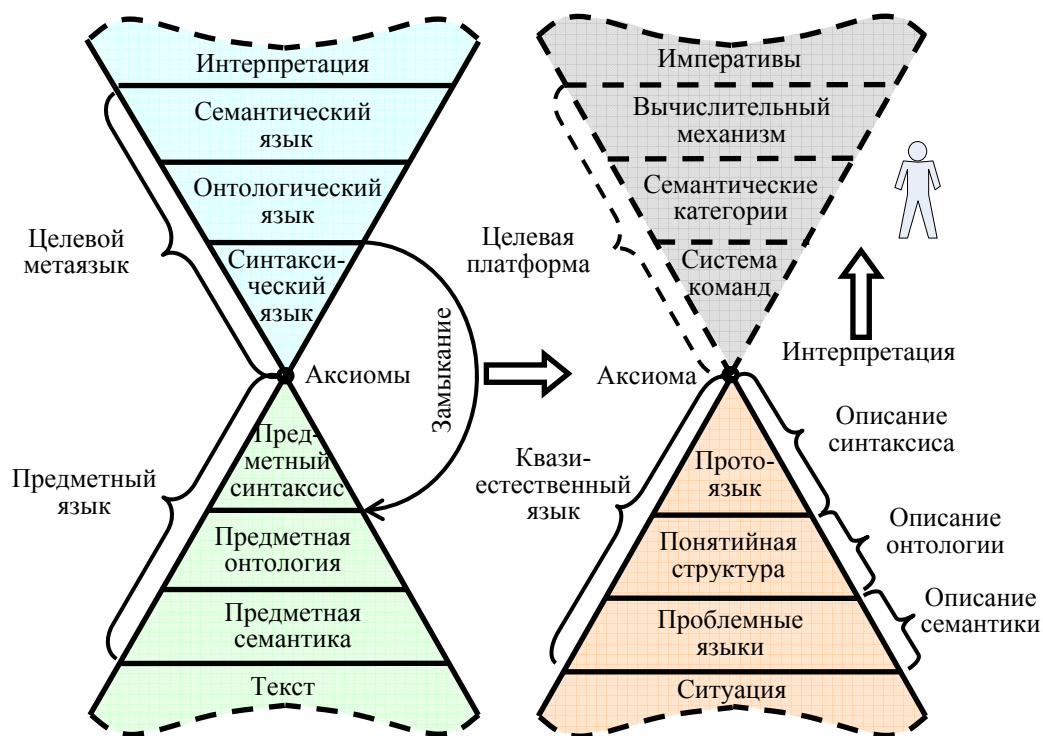 Интерпретация
Семантический
язык
Онтологический
язык
Целевой
метаязык
Синтакси-
ческий
язык
Аксиомы
Замыкание
Предметный
язык
Пред-
метный
синтаксис
Предметная
онтология
Предметная
семантика
Текст
Императивы
Вычислительный
механизм
Семантические
категории
Целевая
платформа
Система
команд
Интерпретация
Аксиома
Описание
синтаксиса
Квази-
естественный
язык
Прото-
язык
Понятийная
структура
Описание
онтологии
Проблемные
языки
Описание
семантики
Ситуация